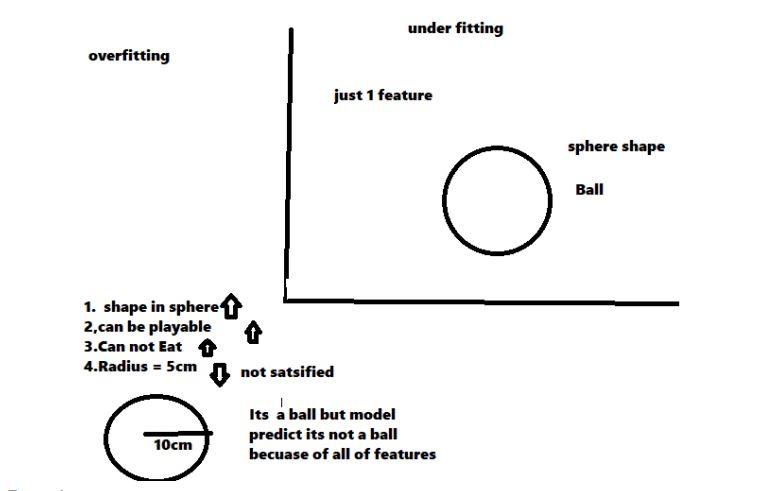 under fitting
overfitting
just 1 feature
sphere shape
Ball
1. shape in sphere
2,can be playable
3.Can not Eat
4.Radius = 5cm
not satsified
Its a ball but model
predict its not a ball
becuase of all of features
10cm